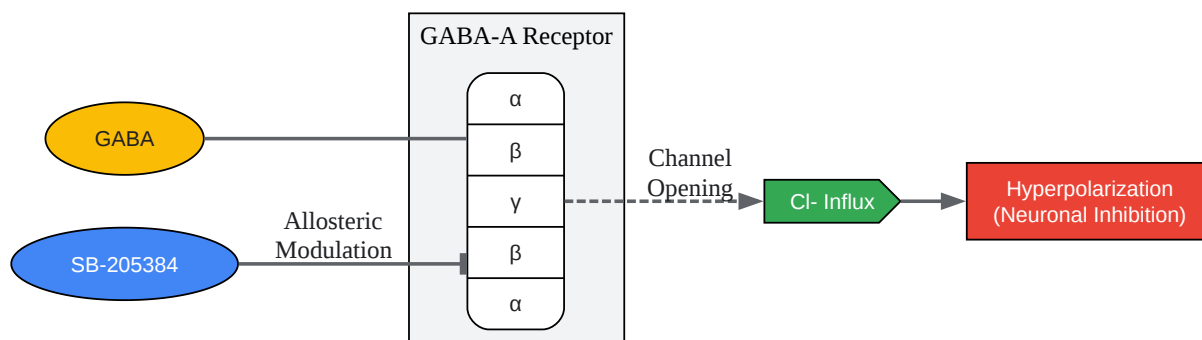 GABA-A Receptor
α
GABA
β
Channel
Opening
γ
Cl- Influx
Hyperpolarization
(Neuronal Inhibition)
Allosteric
Modulation
SB-205384
β
α